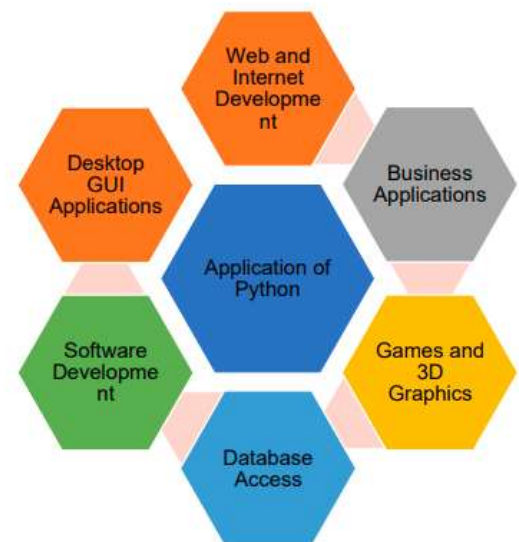 Web and
Internet
Developme
nt
Desktop
GUI
Applications
Business
Applications
Application of
Python
Software
Developme
nt
Games and
3D
Graphics
Database
Access